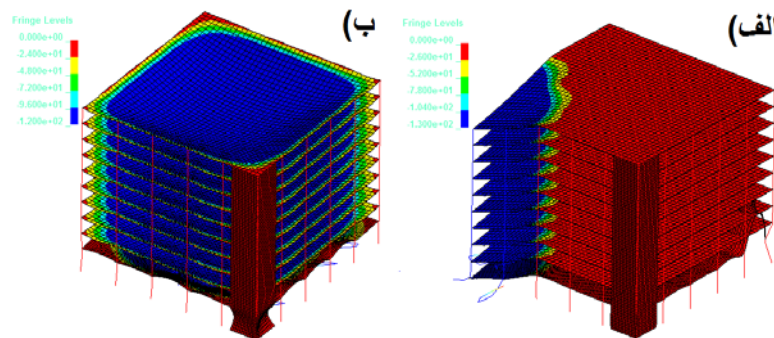 ب)
Fringe Levels
0.000e+00
-2.400e+01
-4.800e+01
-7.200e+01
-9.600e+01
-1.200e+02
الف)
Fringe Levels
0.000e+00
-2.600e+01
-5.200e+01
-7.800e+01
-1.040e+02
-1.300e+02